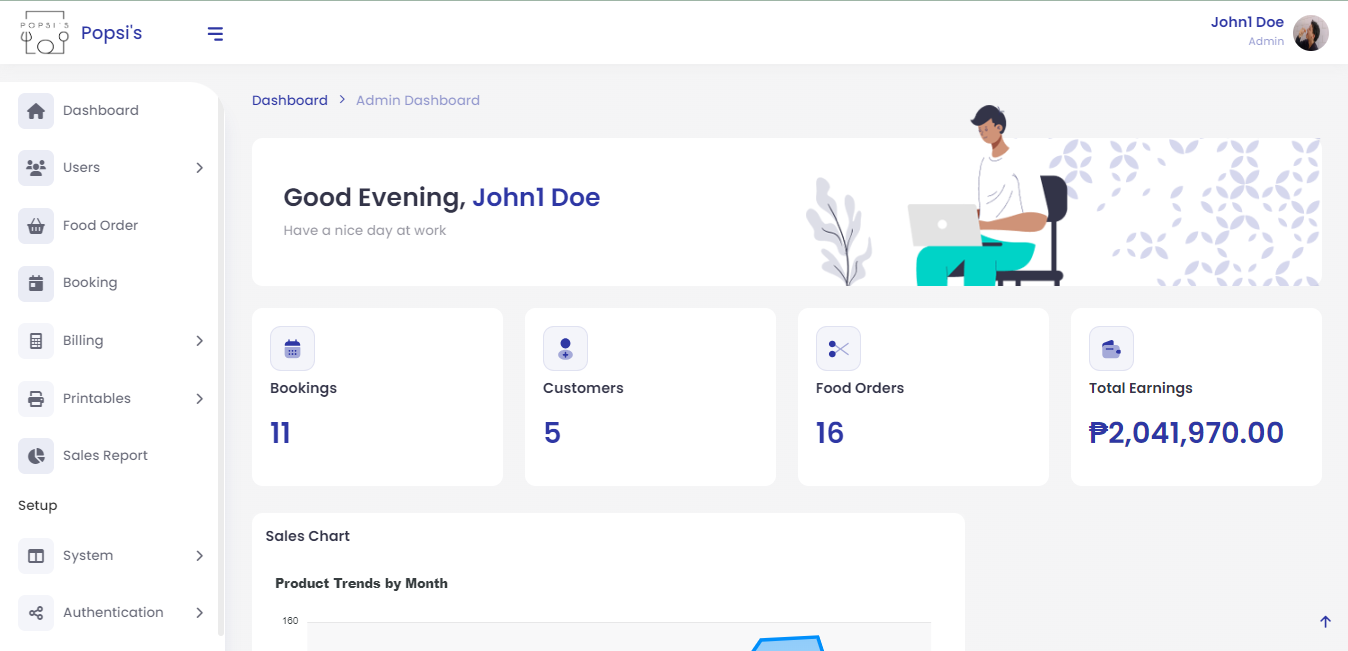 POPSI'S
Popsi's
John1 Doe
Admin
Dashboard
Users
Food Order
Booking
Billing
Printables
Sales Report
Setup
System
Authentication
Dashboard > Admin Dashboard
Good Evening, John1 Doe
Have a nice day at work
Bookings
11
Customers
5
Food Orders
16
Total Earnings
₱2,041,970.00
Sales Chart
Product Trends by Month
160